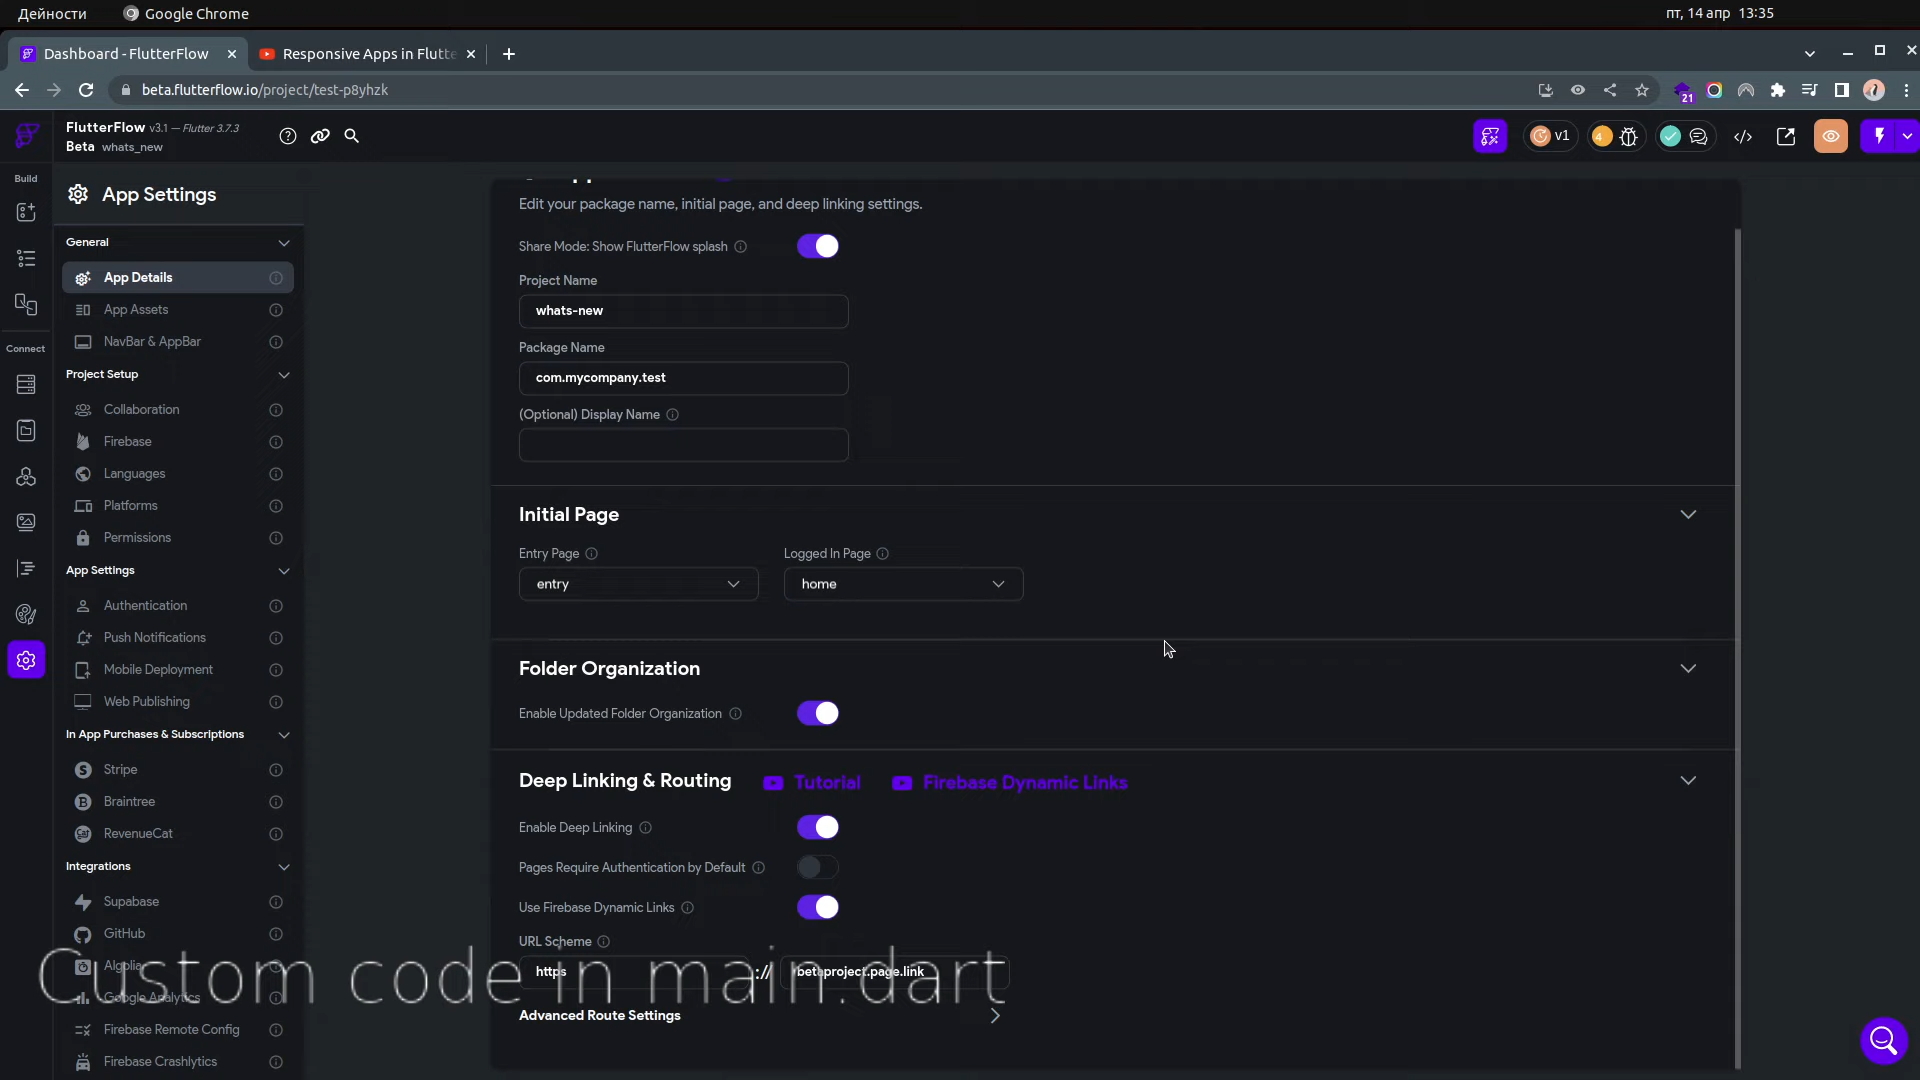 Дейности
Google Chrome
пт, 14 апр 13:35
Dashboard - FlutterFlow
Responsive Apps in Flutte
beta.flutterflow.io/project/test-p8yhzk
21
FlutterFlow v3.1 — Flutter 3.7.3
Beta whats_new
v1
4
Build
Connect
App Settings
General
App Details
App Assets
NavBar & AppBar
Project Setup
Collaboration
Firebase
Languages
Platforms
Permissions
App Settings
Authentication
Push Notifications
Mobile Deployment
Web Publishing
In App Purchases & Subscriptions
Stripe
Braintree
RevenueCat
Integrations
Supabase
GitHub
Algolia
Google Analytics
Firebase Remote Config
Firebase Crashlytics
Edit your package name, initial page, and deep linking settings.
Share Mode: Show FlutterFlow splash
Project Name
whats-new
Package Name
com.mycompany.test
(Optional) Display Name
Initial Page
Entry Page
Logged In Page
entry
home
Folder Organization
Enable Updated Folder Organization
Deep Linking & Routing
Tutorial
Firebase Dynamic Links
Enable Deep Linking
Pages Require Authentication by Default
Use Firebase Dynamic Links
URL Scheme
https :// betaproject.page.link
Advanced Route Settings
Custom code in main.dart